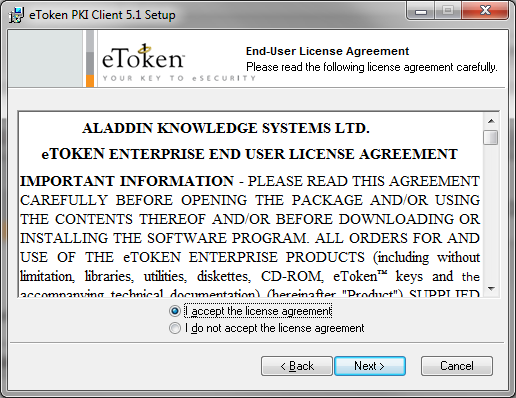 eToken PKI Client 5.1 Setup
eToken™
YOUR KEY TO eSECURITY
End-User License Agreement
Please read the following license agreement carefully.
ALADDIN KNOWLEDGE SYSTEMS LTD.
eTOKEN ENTERPRISE END USER LICENSE AGREEMENT
IMPORTANT INFORMATION - PLEASE READ THIS AGREEMENT
CAREFULLY BEFORE OPENING THE PACKAGE AND/OR USING
THE CONTENTS THEREOF AND/OR BEFORE DOWNLOADING OR
INSTALLING THE SOFTWARE PROGRAM. ALL ORDERS FOR AND
USE OF THE eTOKEN ENTERPRISE PRODUCTS (including without
limitation, libraries, utilities, diskettes, CD-ROM, eToken™ keys and the
accompanying technical documentation) (hereinafter "Product") SUPPLIED
I accept the license agreement
I do not accept the license agreement
< Back
Next >
Cancel